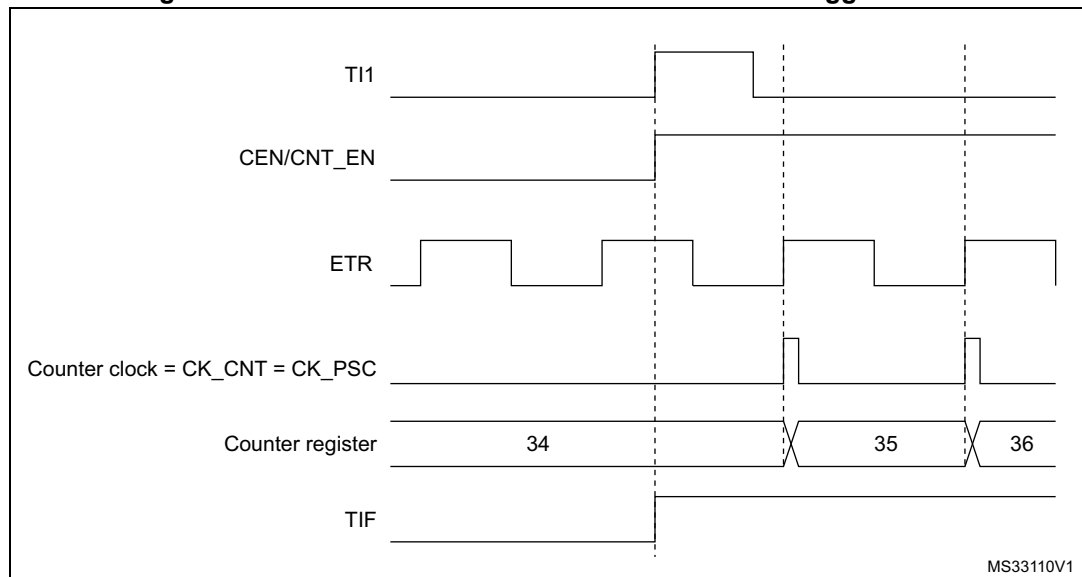 TI1
CEN/CNT_EN
ETR
Counter clock = CK_CNT = CK_PSC
Counter register 34 35 36
TIF
MS33110V1